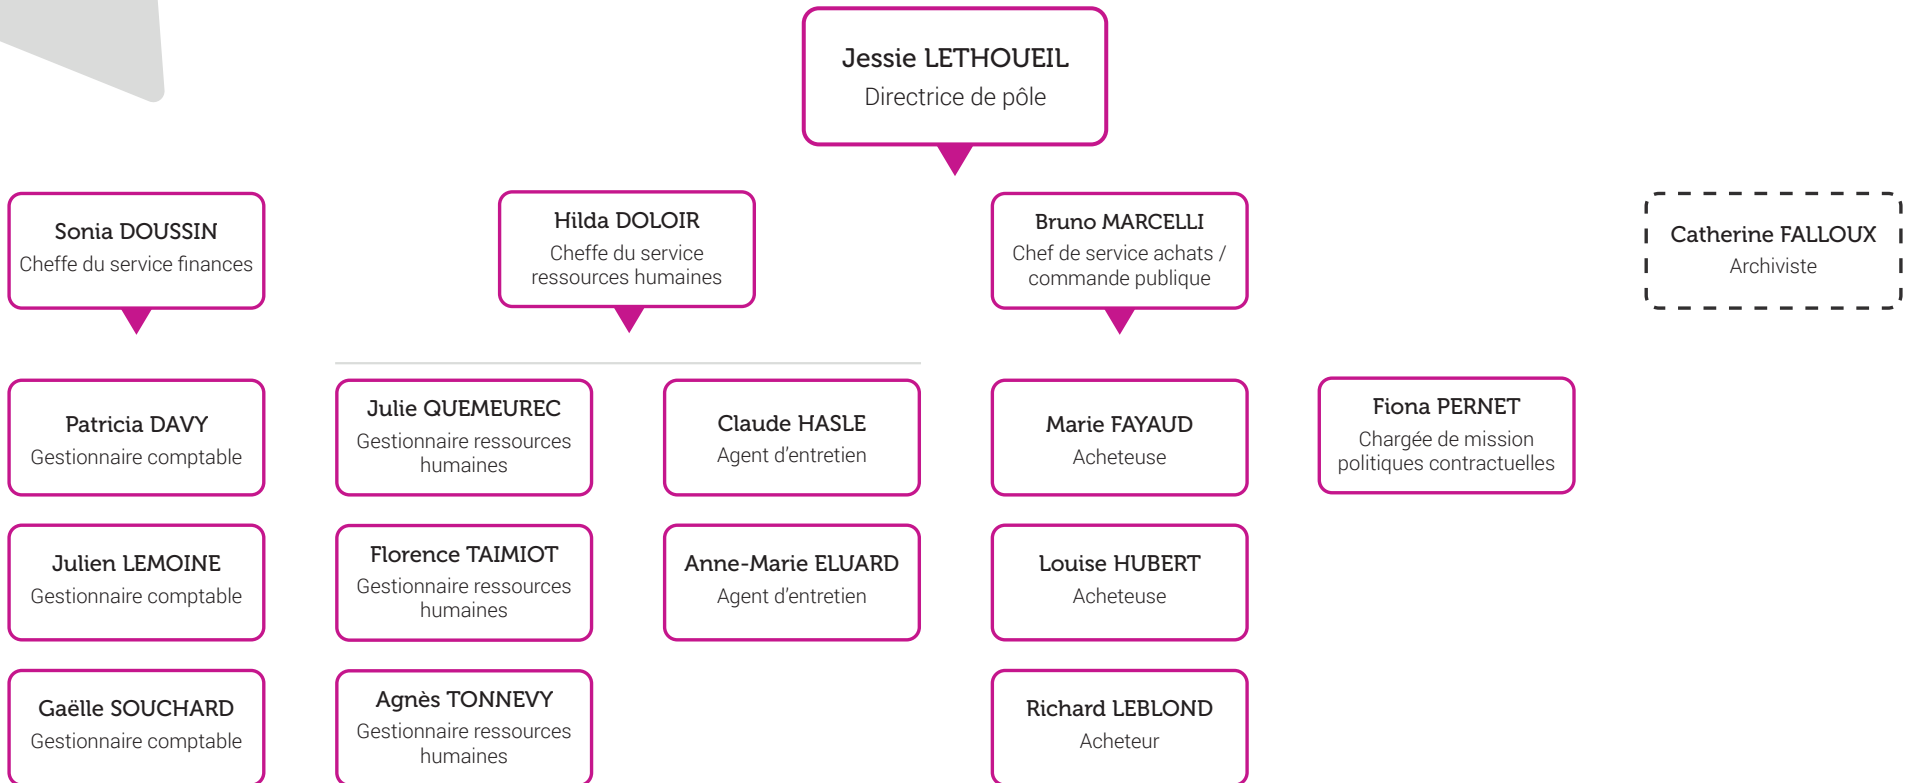 Jessie LETHOUEIL
Directrice de pôle
Sonia DOUSSIN
Cheffe du service finances
Hilda DOLOIR
Cheffe du service
ressources humaines
Bruno MARCELLI
Chef de service achats /
commande publique
Catherine FALLOUX
Archiviste
Patricia DAVY
Gestionnaire comptable
Julie QUEMEUREC
Gestionnaire ressources
humaines
Claude HASLE
Agent d'entretien
Marie FAYAUD
Acheteuse
Fiona PERNET
Chargée de mission
politiques contractuelles
Julien LEMOINE
Gestionnaire comptable
Florence TAIMIOT
Gestionnaire ressources
humaines
Anne-Marie ELUARD
Agent d'entretien
Louise HUBERT
Acheteuse
Gaëlle SOUCHARD
Gestionnaire comptable
Agnès TONNEVY
Gestionnaire ressources
humaines
Richard LEBLOND
Acheteur